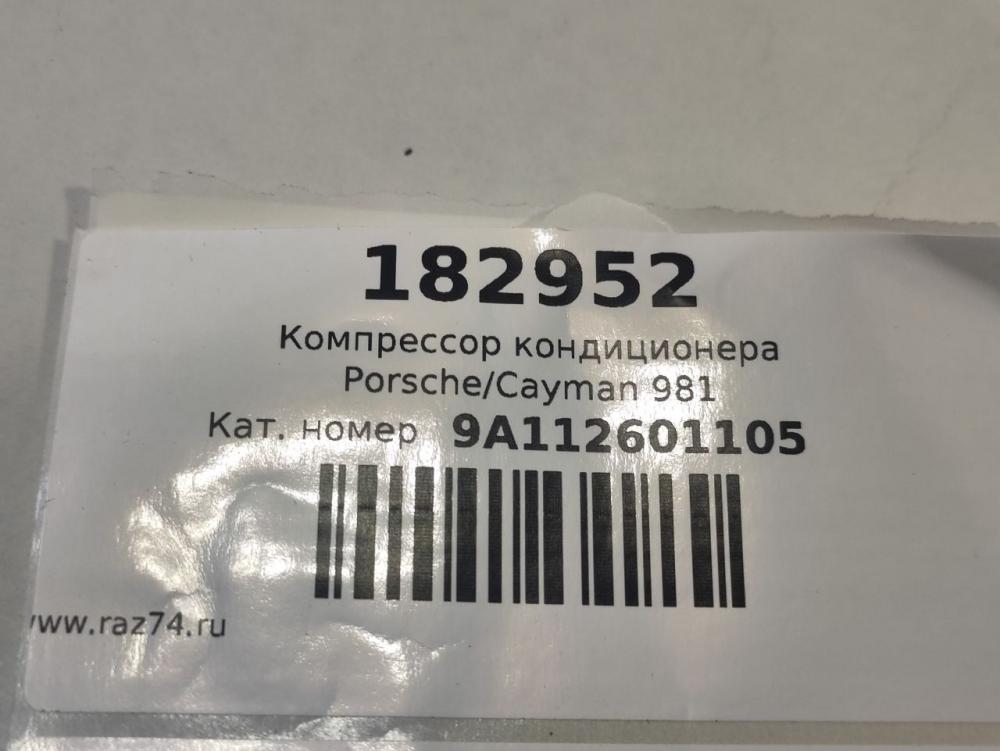 182952
Компрессор кондиционера
Porsche/Cayman 981
Кат. номер 9A112601105
www.raz74.ru